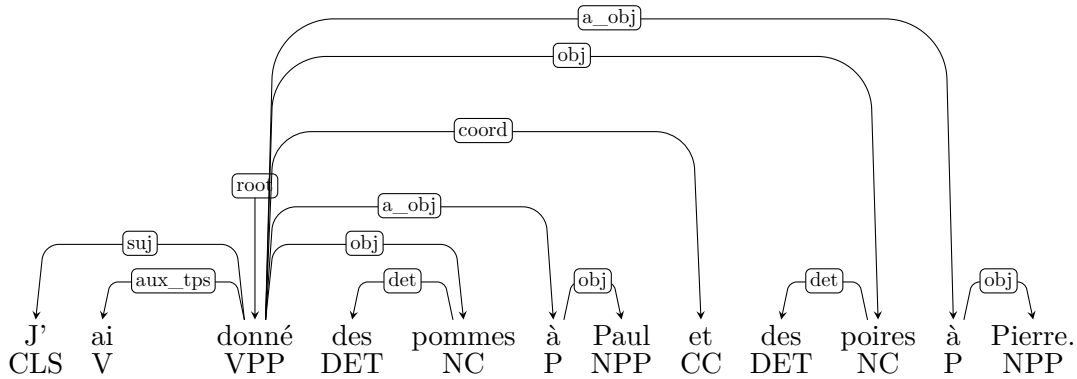 a_obj
obj
coord
root
a_obj
suj obj
aux_tps det obj det obj
J' ai donné des pommes à Paul et des poires à Pierre.
CLS V VPP DET NC P NPP CC DET NC P NPP